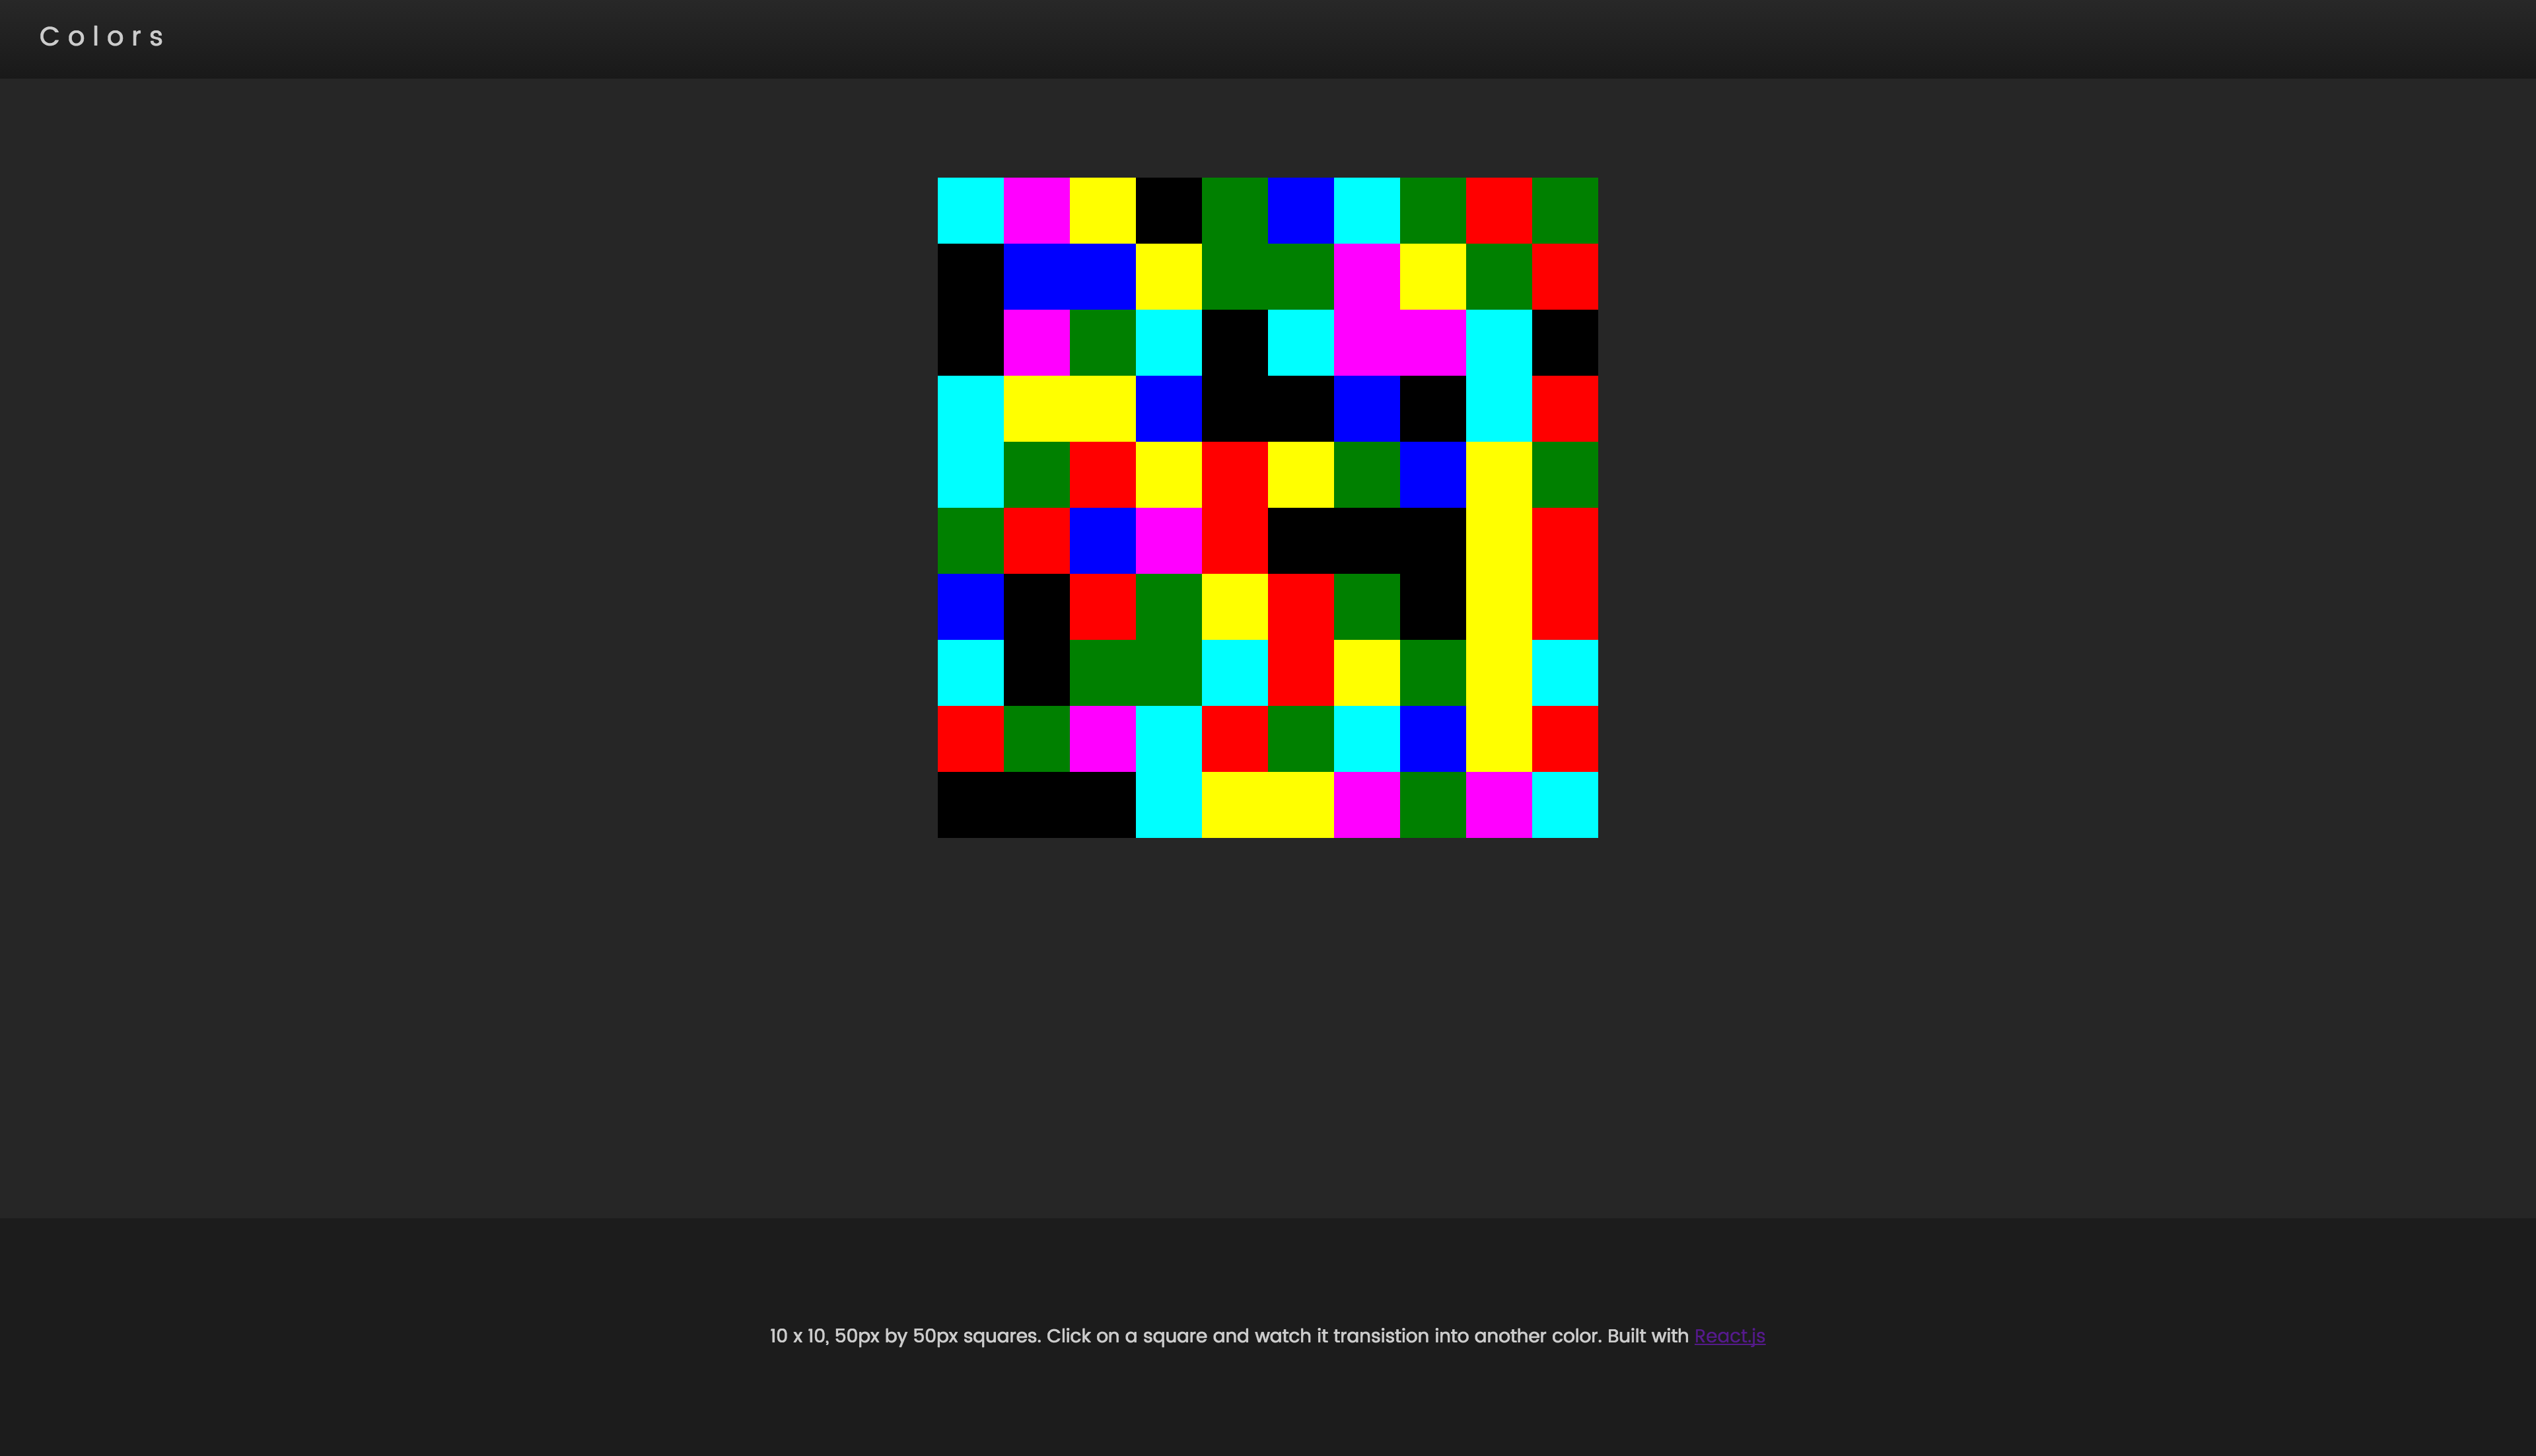 Colors
10 x 10, 50px by 50px squares. Click on a square and watch it transistion into another color. Built with React.js